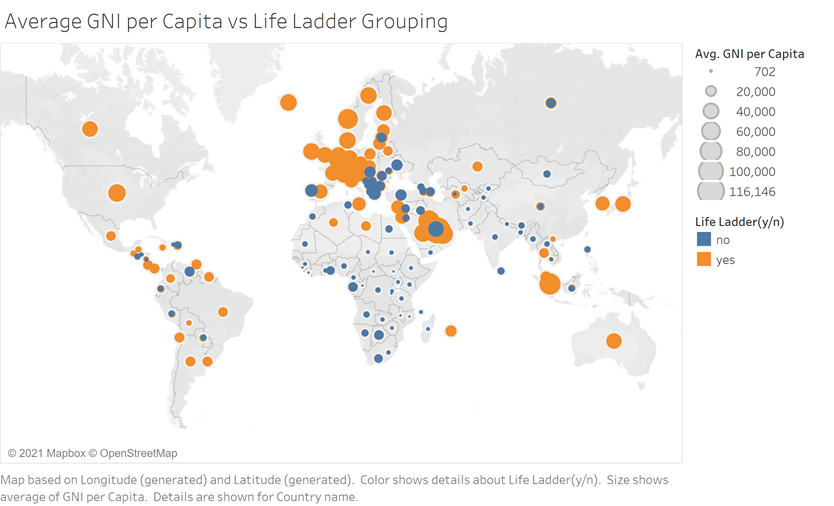 Average GNI per Capita vs Life Ladder Grouping
Avg. GNI per Capita
702
20,000
40,000
60,000
80,000
100,000
116,146
Life Ladder(y/n)
no
yes
© 2021 Mapbox © OpenStreetMap
Map based on Longitude (generated) and Latitude (generated).  Color shows details about Life Ladder(y/n).  Size shows
average of GNI per Capita.  Details are shown for Country name.